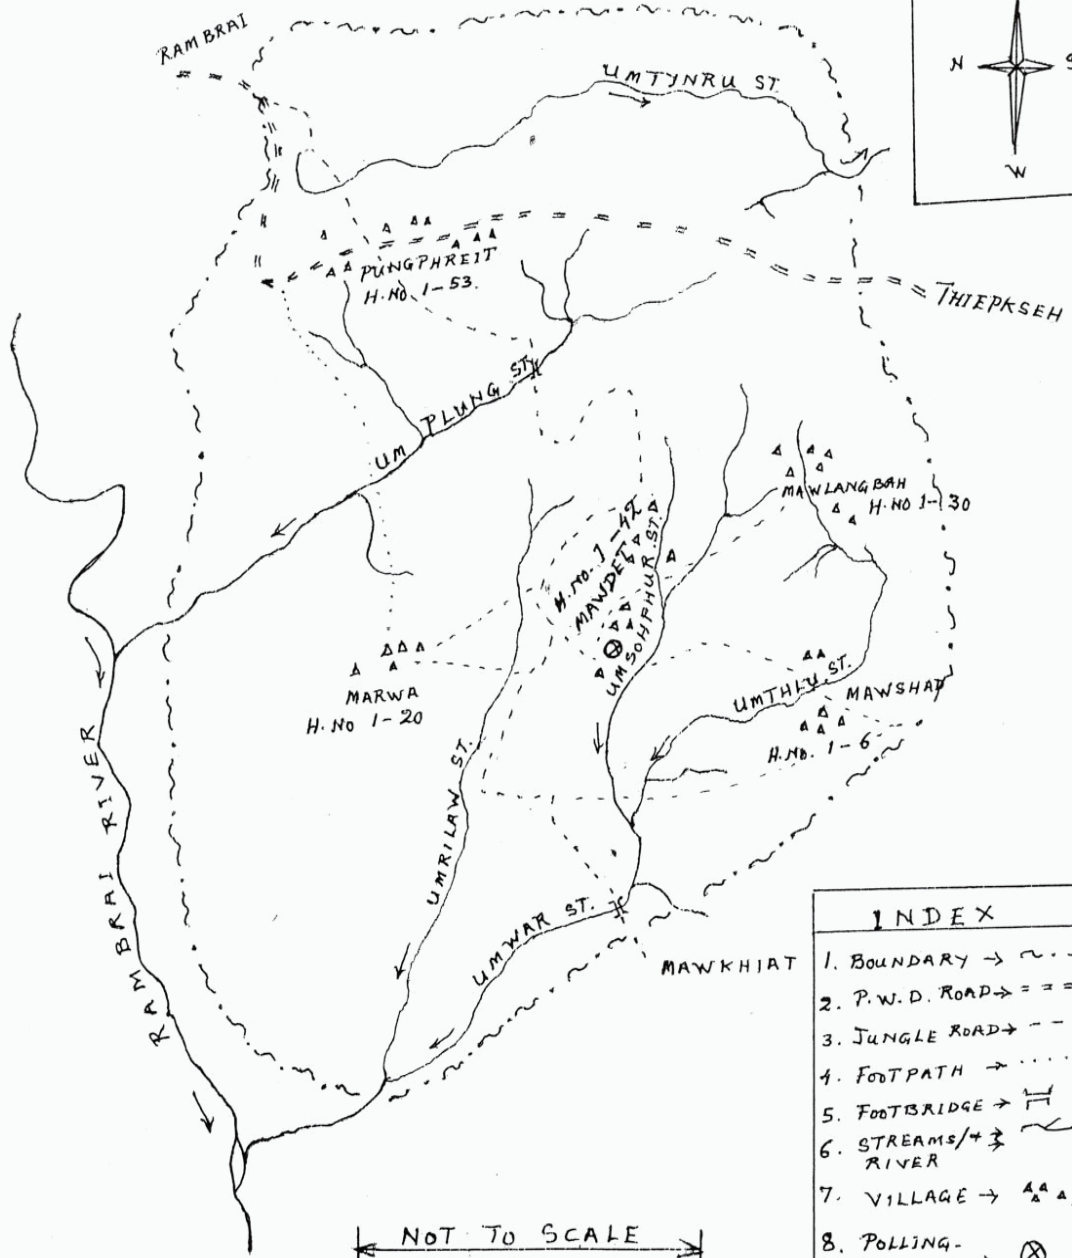 RAMBRAI
UMTYNRU ST.
N S
W
PUNGPHREIT
H.NO. 1-53.
THIEPKSEH
UM PLUNG ST.
MAWLANGBAH
H.NO 1-30
H.NO. 1-42
MAWDET
UMSOHPHUR ST.
MARWA
H.NO 1-20
UMTHLU ST.
MAWSHAD
H.NO. 1-6
RAMBRAI RIVER
UMRILAW ST.
UMWAR ST.
MAWKHIAT
INDEX
1. BOUNDARY →
2. P.W.D. ROAD →
3. JUNGLE ROAD →
4. FOOTPATH →
5. FOOTBRIDGE →
6. STREAMS/
RIVER
7. VILLAGE →
8. POLLING-
NOT TO SCALE